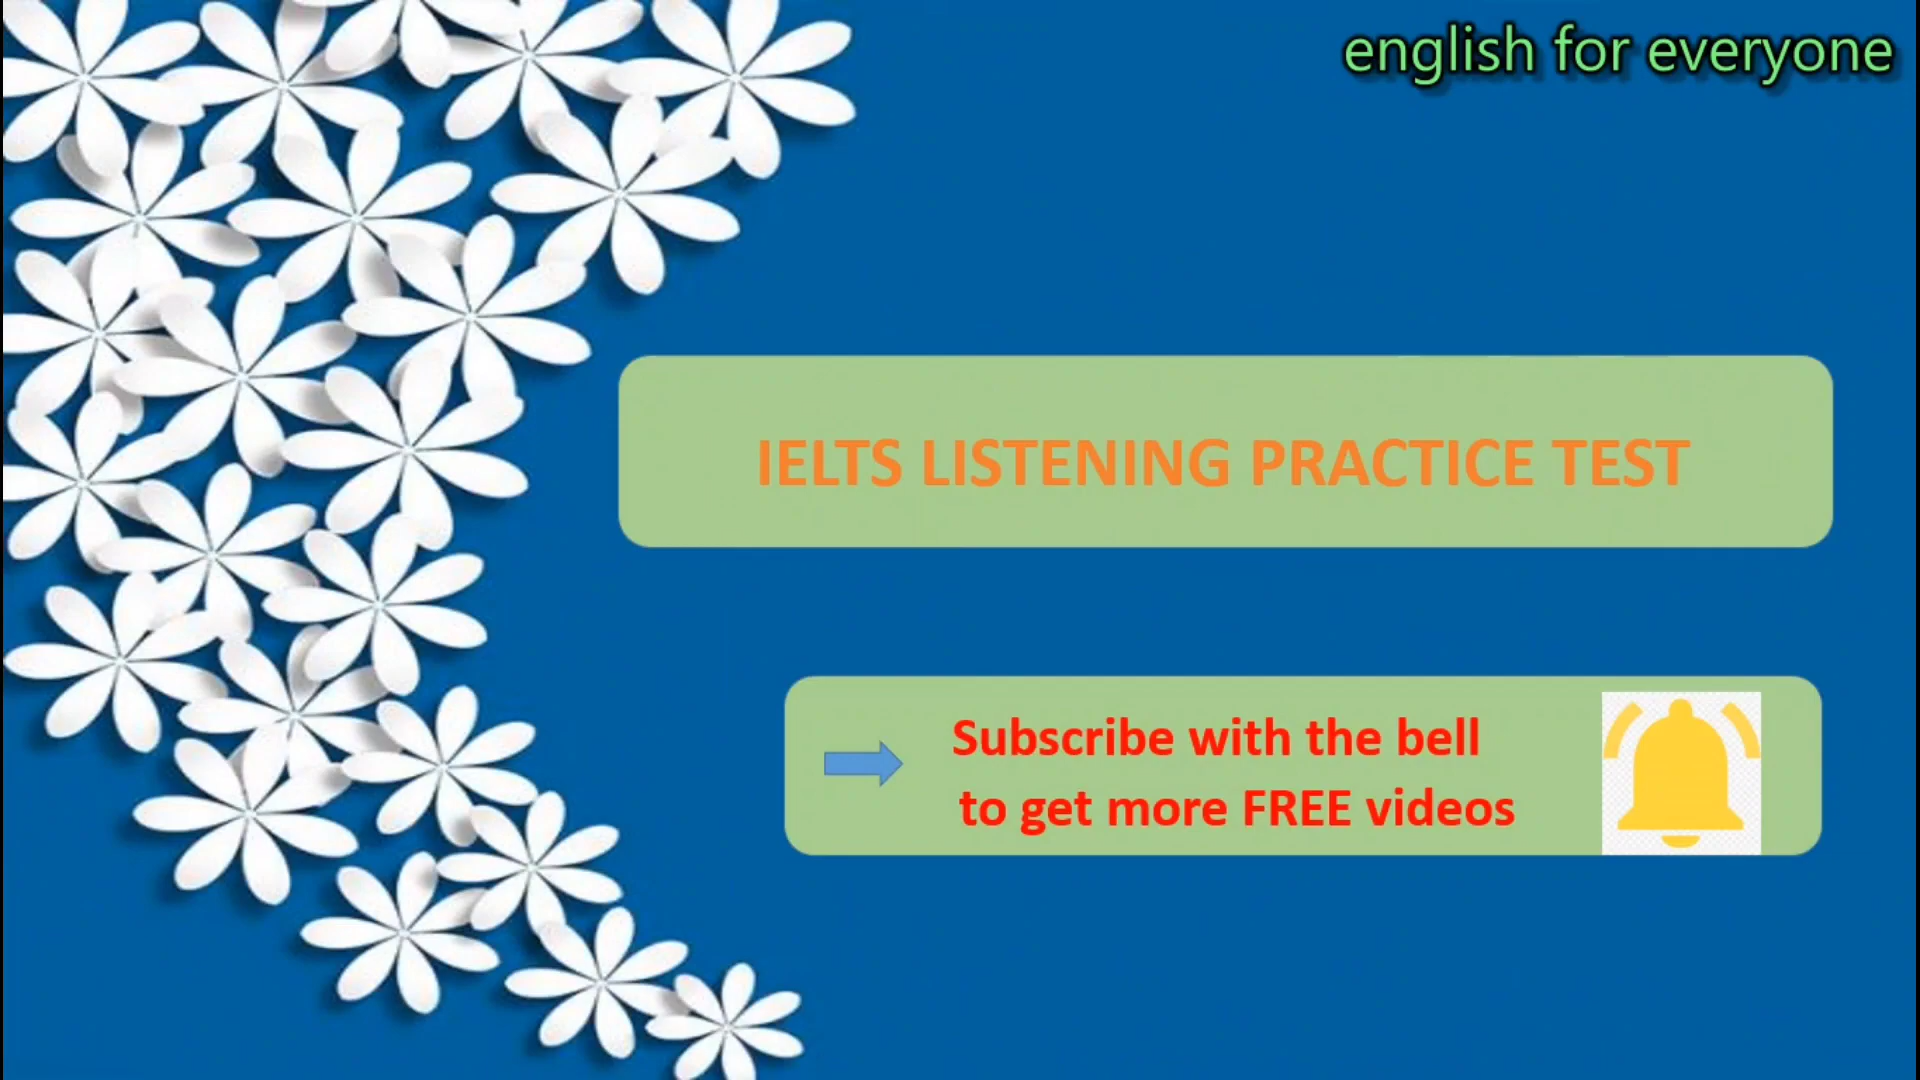 english for everyone
IELTS LISTENING PRACTICE TEST
Subscribe with the bell
to get more FREE videos